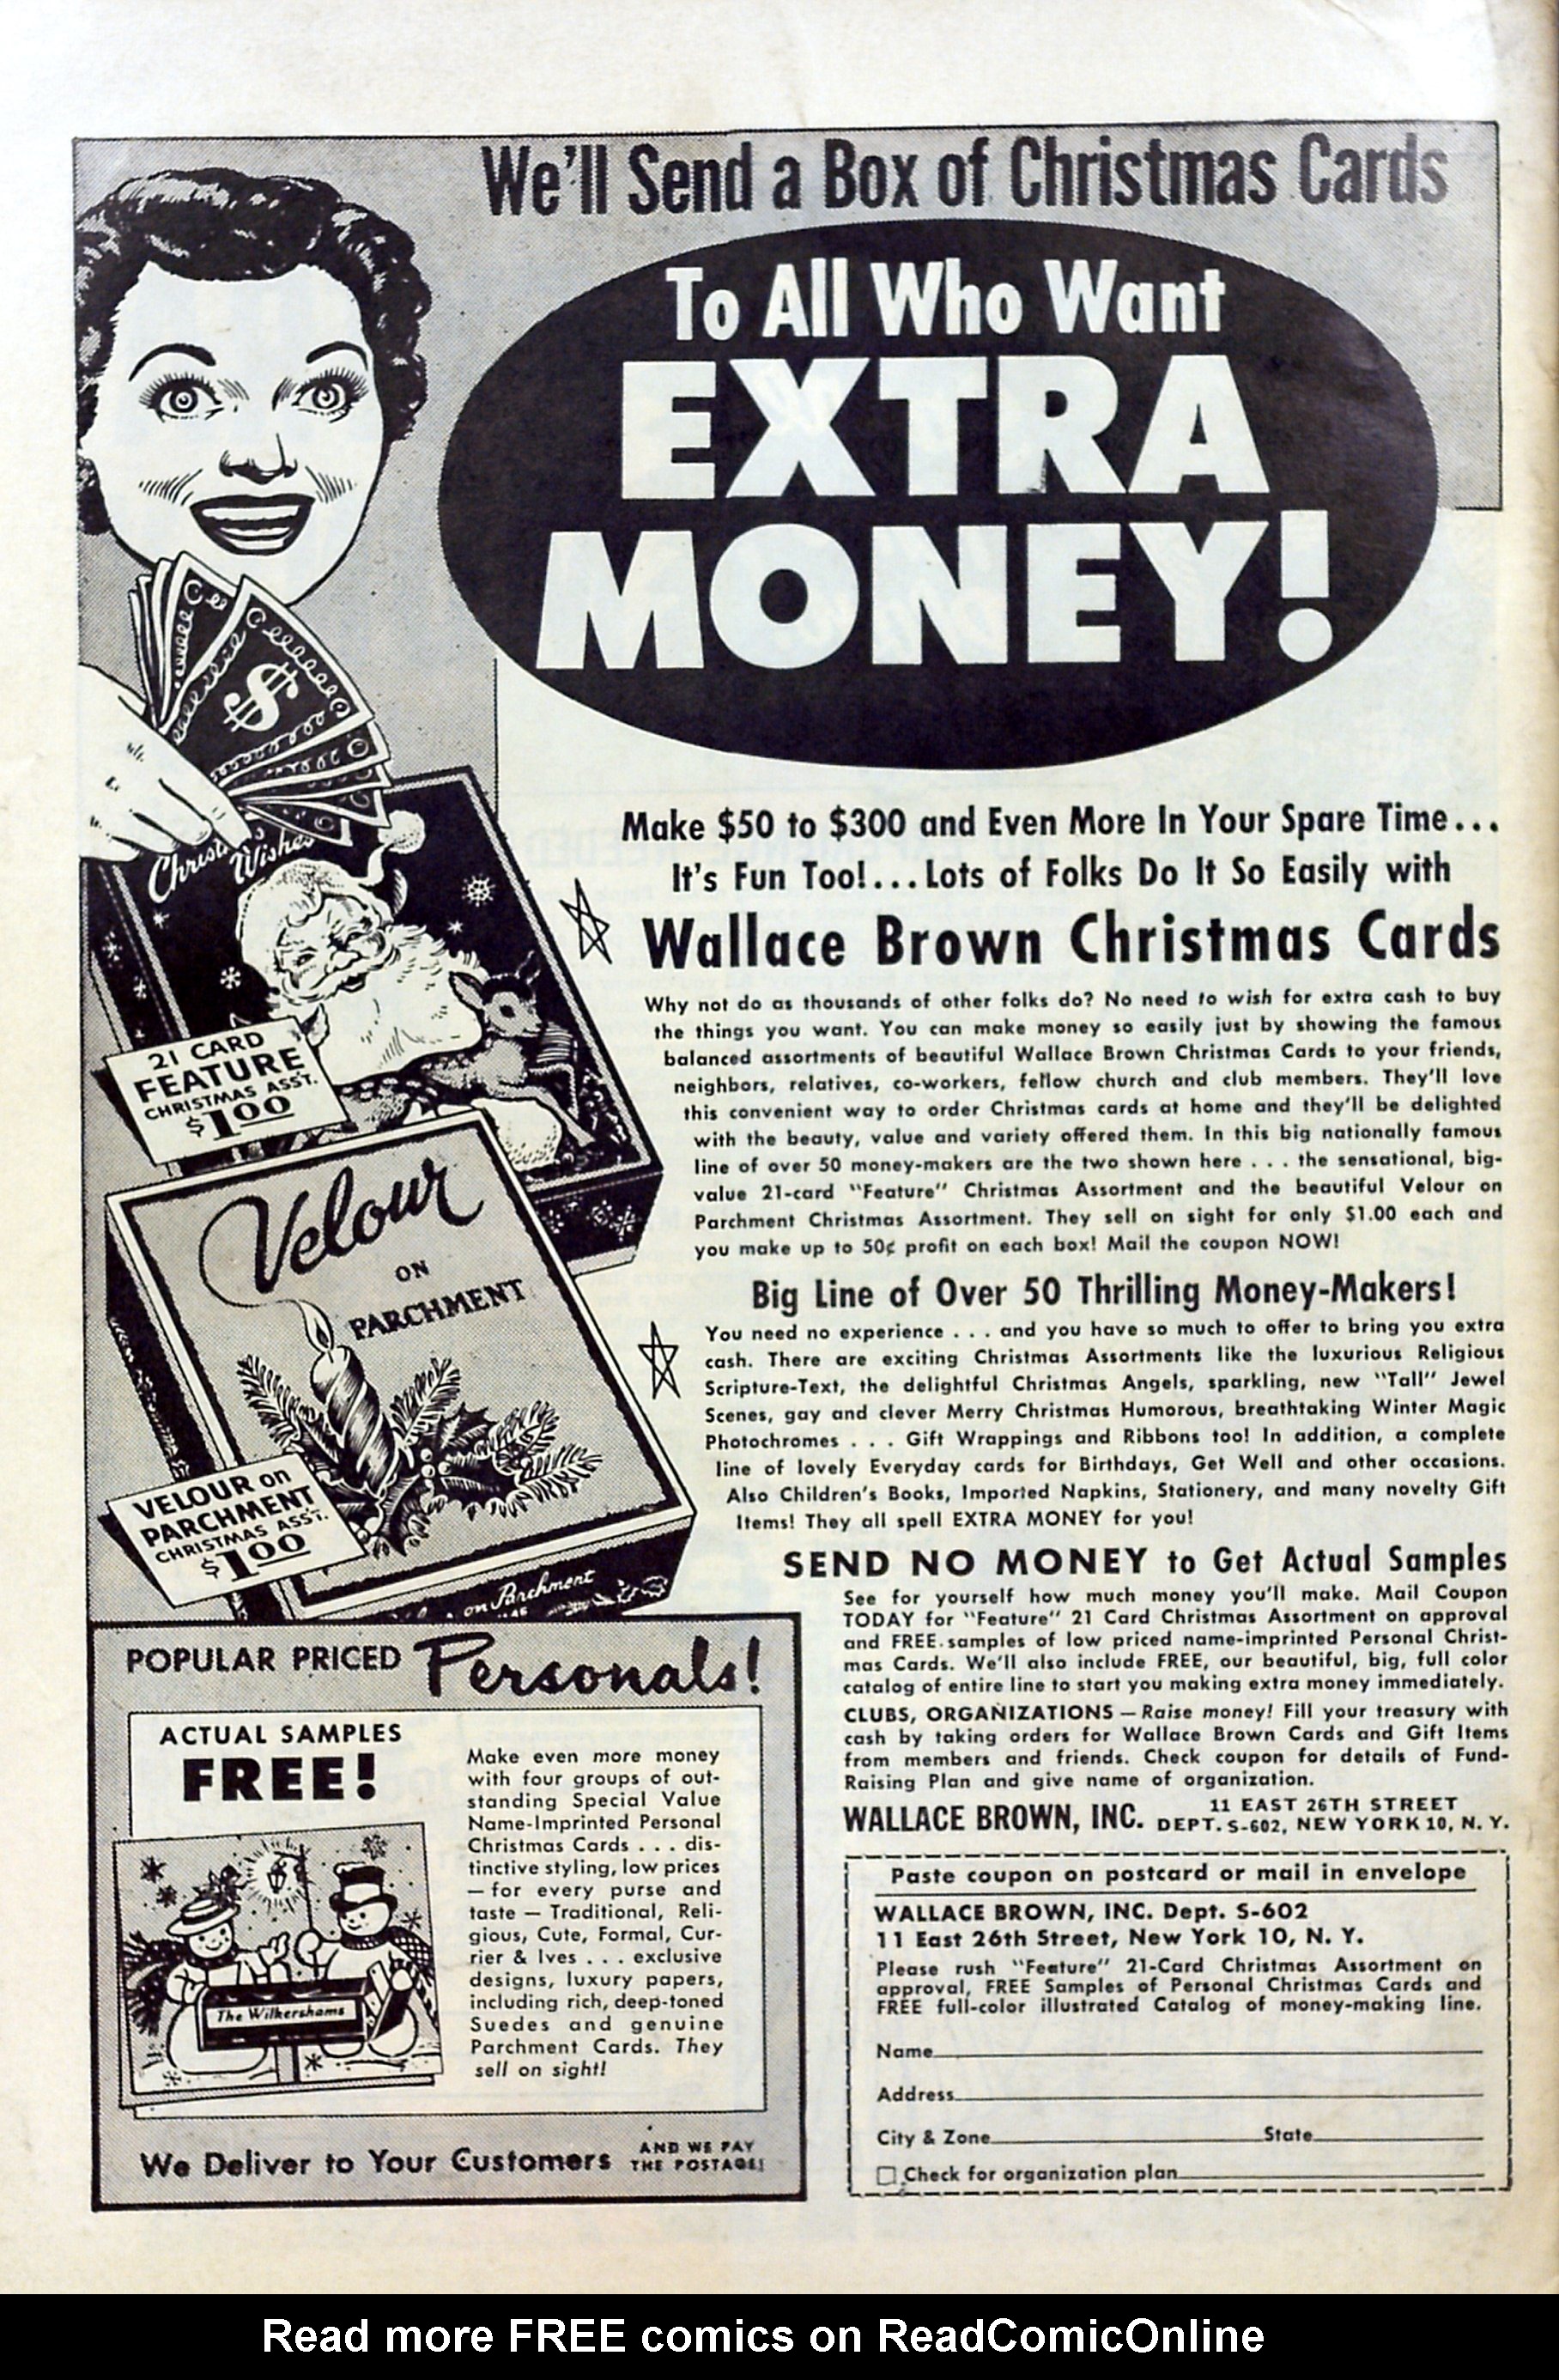 We'll Send a Box of Christmas Cards
To All Who Want
EXTRA
MONEY!
Christ
Wishes
21 CARD
FEATURE
CHRISTMAS ASS'T.
$1.00
Velour
ON
PARCHMENT
VELOUR on
PARCHMENT
CHRISTMAS ASS'T.
$1.00
on Parchment
Make $50 to $300 and Even More In Your Spare Time...
It's Fun Too!...Lots of Folks Do It So Easily with
Wallace Brown Christmas Cards
Why not do as thousands of other folks do? No need to wish for extra cash to buy
the things you want. You can make money so easily just by showing the famous
balanced assortments of beautiful Wallace Brown Christmas Cards to your friends,
neighbors, relatives, co-workers, fellow church and club members. They'll love
this convenient way to order Christmas cards at home and they'll be delighted
with the beauty, value and variety offered them. In this big nationally famous
line of over 50 money-makers are the two shown here . . . the sensational, big-
value 21-card "Feature" Christmas Assortment and the beautiful Velour on
Parchment Christmas Assortment. They sell on sight for only $1.00 each and
you make up to 50¢ profit on each box! Mail the coupon NOW!
Big Line of Over 50 Thrilling Money-Makers!
You need no experience . . . and you have so much to offer to bring you extra
cash. There are exciting Christmas Assortments like the luxurious Religious
Scripture-Text, the delightful Christmas Angels, sparkling, new "Tall" Jewel
Scenes, gay and clever Merry Christmas Humorous, breathtaking Winter Magic
Photochromes . . . Gift Wrappings and Ribbons too! In addition, a complete
line of lovely Everyday cards for Birthdays, Get Well and other occasions.
Also Children's Books, Imported Napkins, Stationery, and many novelty Gift
Items! They all spell EXTRA MONEY for you!
SEND NO MONEY to Get Actual Samples
See for yourself how much money you'll make. Mail Coupon
TODAY for "Feature" 21 Card Christmas Assortment on approval
and FREE samples of low priced name-imprinted Personal Christ-
mas Cards. We'll also include FREE, our beautiful, big, full color
catalog of entire line to start you making extra money immediately.
CLUBS, ORGANIZATIONS — Raise money! Fill your treasury with
cash by taking orders for Wallace Brown Cards and Gift Items
from members and friends. Check coupon for details of Fund-
Raising Plan and give name of organization.
WALLACE BROWN, INC. 11 EAST 26TH STREET
DEPT. S-602, NEW YORK 10, N. Y.
POPULAR PRICED Personals!
ACTUAL SAMPLES
FREE!
The Wilkershams
Make even more money
with four groups of out-
standing Special Value
Name-Imprinted Personal
Christmas Cards . . . dis-
tinctive styling, low prices
— for every purse and
taste — Traditional, Reli-
gious, Cute, Formal, Cur-
rier & Ives . . . exclusive
designs, luxury papers,
including rich, deep-toned
Suedes and genuine
Parchment Cards. They
sell on sight!
We Deliver to Your Customers AND WE PAY
THE POSTAGE!
Paste coupon on postcard or mail in envelope
WALLACE BROWN, INC. Dept. S-602
11 East 26th Street, New York 10, N. Y.
Please rush "Feature" 21-Card Christmas Assortment on
approval, FREE Samples of Personal Christmas Cards and
FREE full-color illustrated Catalog of money-making line.
Name
Address
City & Zone State
Check for organization plan
Read more FREE comics on ReadComicOnline